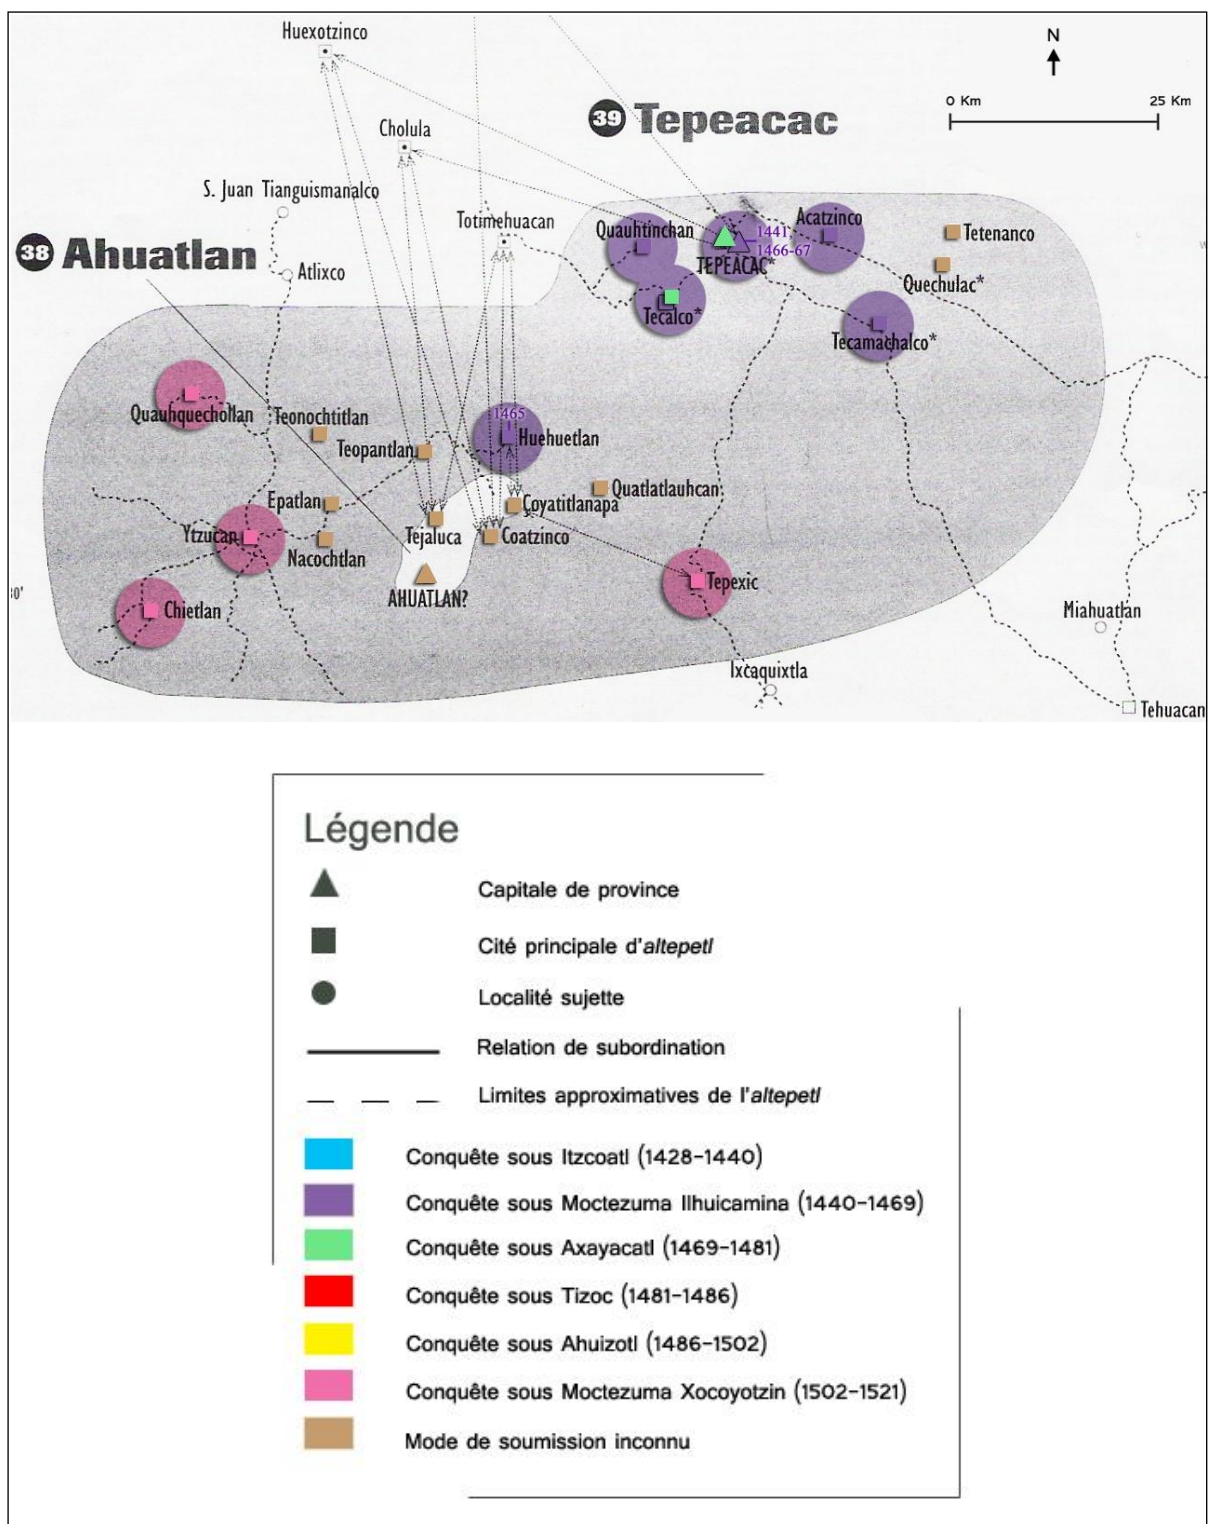 Huexotzinco
N
0 Km 25 Km
39 Tepeacac
Cholula
S. Juan Tianguismanalco
Totimehuacan
Quauhtinchan
Acatzinco
1441
1466-67
TEPEACAC*
Tetenanco
38 Ahuatlan
Atlixco
Quechulac*
Tecalco*
Tecamachalco*
Quauhquechollan
Teonochtitlan
1465
Huehuetlan
Teopantlan
Epatlan
Coyatitlanapa
Quatlatlauhcan
Ytzucan
Nacochtlan
Tejaluca
Coatzinco
Tepexic
30'
Chietlan
AHUATLAN?
Miahuatlan
Ixcaquixtla
Tehuacan
Légende
Capitale de province
Cité principale d'altepetl
Localité sujette
Relation de subordination
Limites approximatives de l'altepetl
Conquête sous Itzcoatl (1428-1440)
Conquête sous Moctezuma Ilhuicamina (1440-1469)
Conquête sous Axayacatl (1469-1481)
Conquête sous Tizoc (1481-1486)
Conquête sous Ahuizotl (1486-1502)
Conquête sous Moctezuma Xocoyotzin (1502-1521)
Mode de soumission inconnu